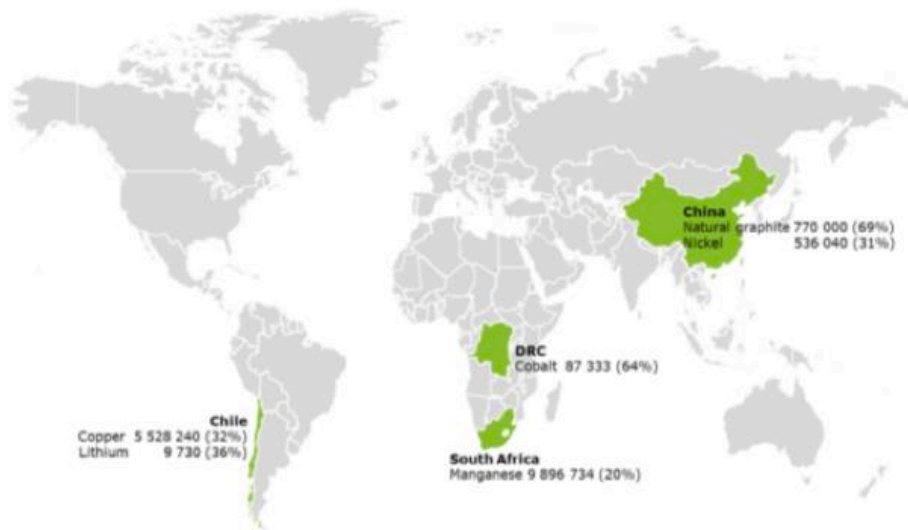 China
Natural graphite 770 000 (69%)
Nickel 536 040 (31%)
DRC
Cobalt 87 333 (64%)
Chile
Copper 5 528 240 (32%)
Lithium 9 730 (36%)
South Africa
Manganese 9 896 734 (20%)